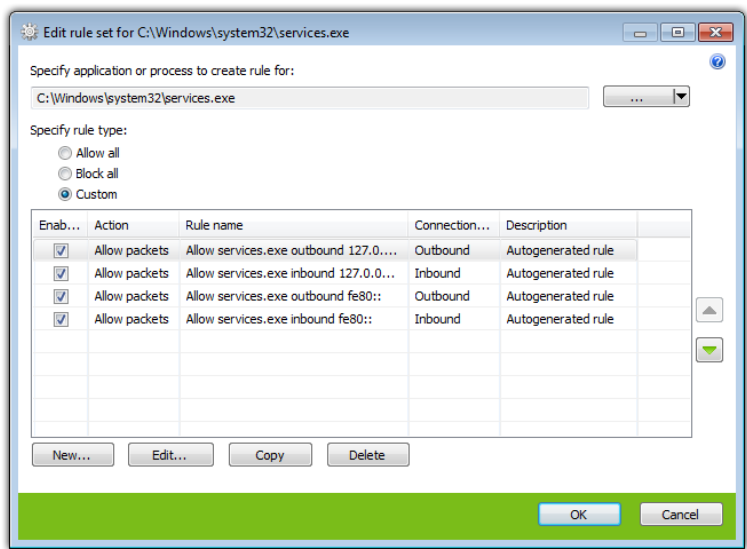 Edit rule set for C:\Windows\system32\services.exe
Specify application or process to create rule for:
C:\Windows\system32\services.exe ...
Specify rule type:
Allow all
Block all
Custom
Enab... Action Rule name Connection... Description
Allow packets Allow services.exe outbound 127.0.... Outbound Autogenerated rule
Allow packets Allow services.exe inbound 127.0.0... Inbound Autogenerated rule
Allow packets Allow services.exe outbound fe80:: Outbound Autogenerated rule
Allow packets Allow services.exe inbound fe80:: Inbound Autogenerated rule
New... Edit... Copy Delete
OK Cancel